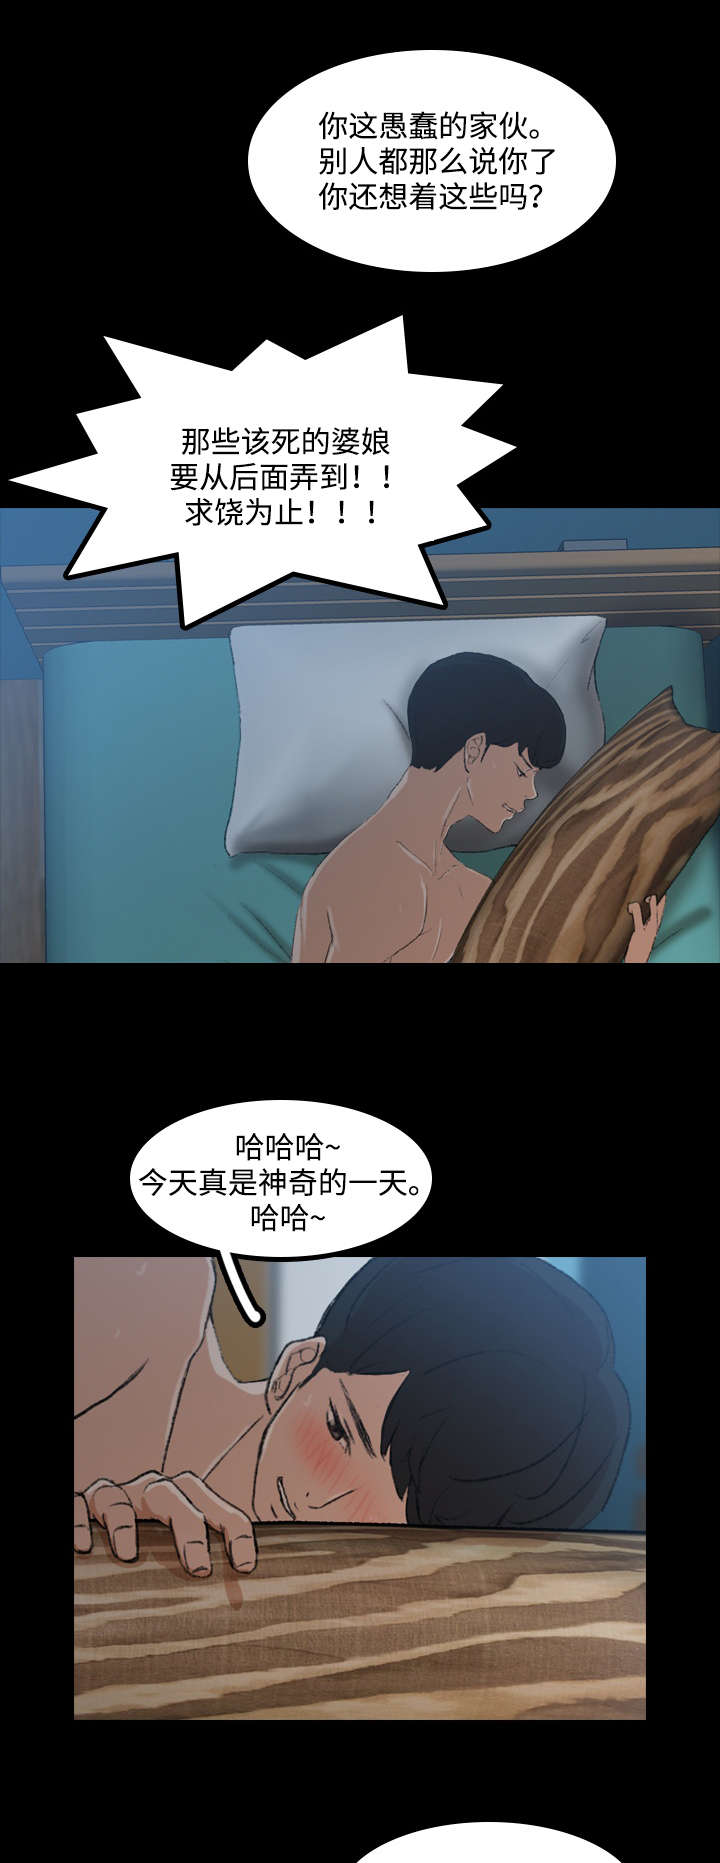 你这愚蠢的家伙。
别人都那么说你了
你还想着这些吗？
那些该死的婆娘
要从后面弄到！！
求饶为止！！！
哈哈哈~
今天真是神奇的一天。
哈哈~